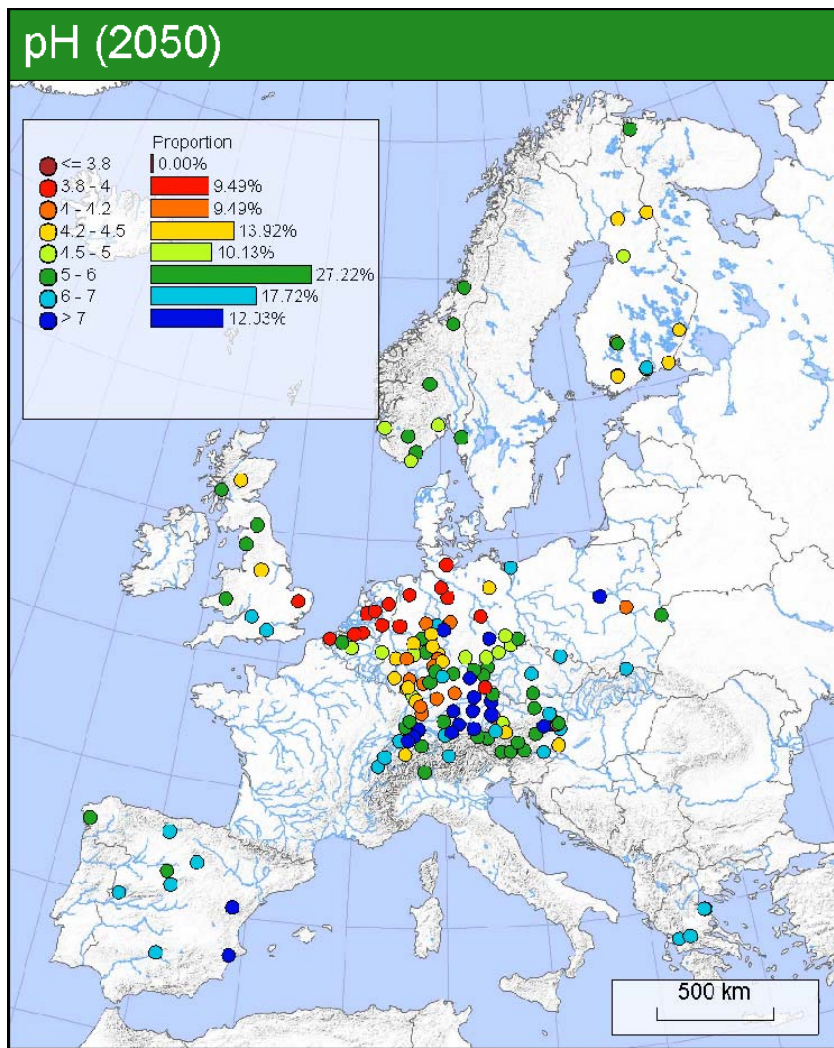 pH (2050)
Proportion
<= 3.8 0.00%
3.8 - 4 9.49%
4 - 4.2 9.49%
4.2 - 4.5 13.92%
4.5 - 5 10.13%
5 - 6 27.22%
6 - 7 17.72%
> 7 12.03%
500 km